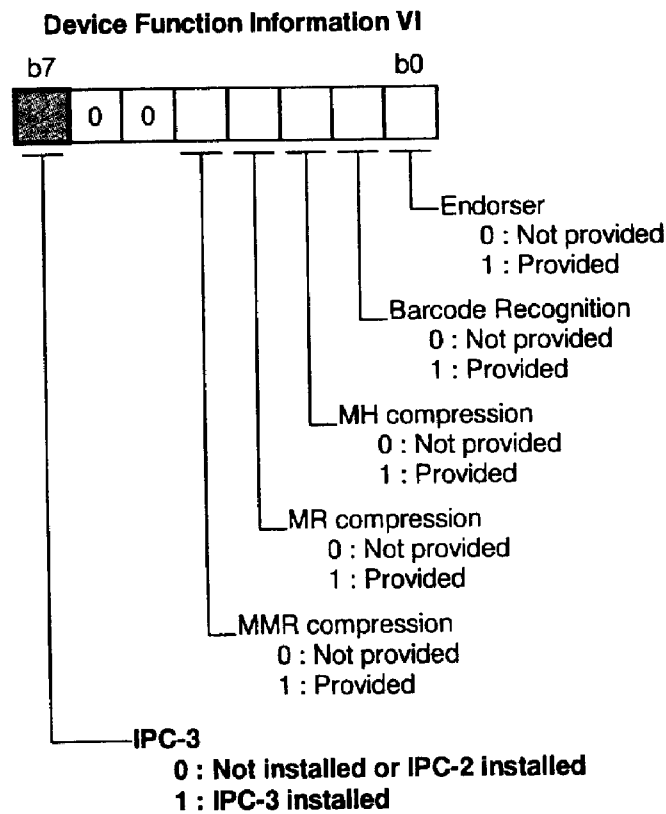 Device Function Information VI
b7 b0
0 0
Endorser
0 : Not provided
1 : Provided
Barcode Recognition
0 : Not provided
1 : Provided
MH compression
0 : Not provided
1 : Provided
MR compression
0 : Not provided
1 : Provided
MMR compression
0 : Not provided
1 : Provided
IPC-3
0 : Not installed or IPC-2 installed
1 : IPC-3 installed